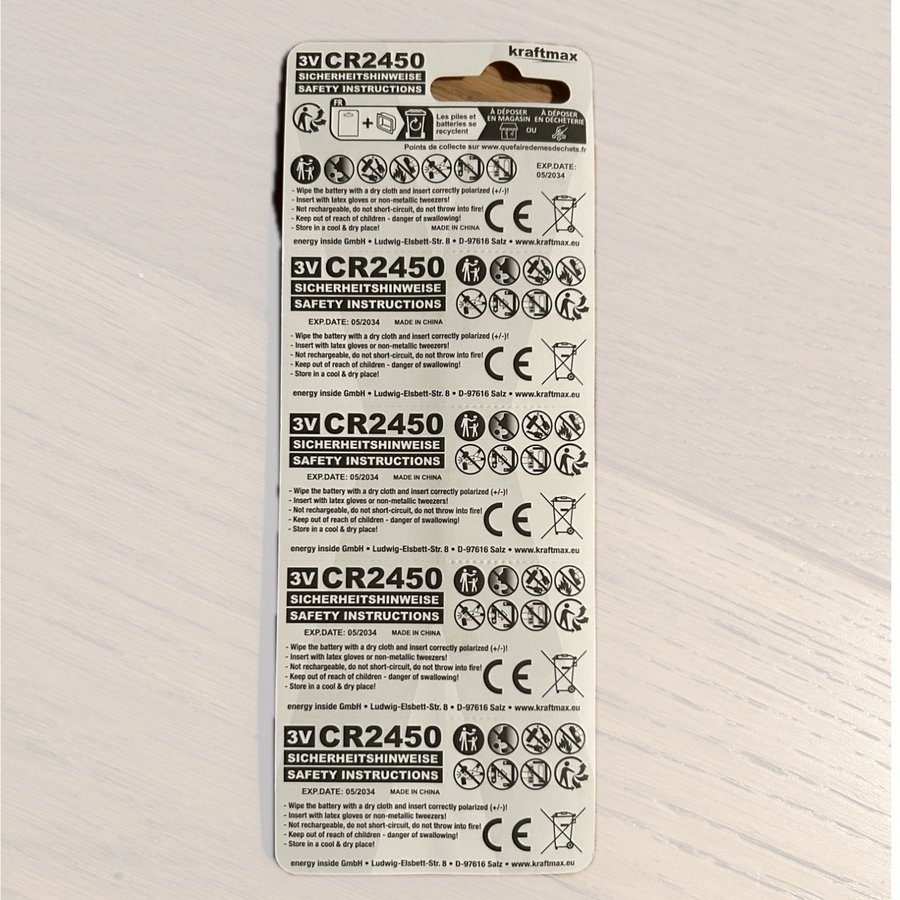 kraftmax
3V CR2450
SICHERHEITSHINWEISE
SAFETY INSTRUCTIONS
FR
+
Les piles et
batteries se
recyclent
À DÉPOSER
EN MAGASIN
OU
À DÉPOSER
EN DÉCHÈTERIE
Points de collecte sur www.quefairedemesdechets.fr
EXP.DATE:
05/2034
- Wipe the battery with a dry cloth and insert correctly polarized (+/-)!
- Insert with latex gloves or non-metallic tweezers!
- Not rechargeable, do not short-circuit, do not throw into fire!
- Keep out of reach of children - danger of swallowing!
- Store in a cool & dry place!
MADE IN CHINA
CE
energy inside GmbH • Ludwig-Elsbett-Str. 8 • D-97616 Salz • www.kraftmax.eu
3V CR2450
SICHERHEITSHINWEISE
SAFETY INSTRUCTIONS
EXP.DATE: 05/2034 MADE IN CHINA
- Wipe the battery with a dry cloth and insert correctly polarized (+/-)!
- Insert with latex gloves or non-metallic tweezers!
- Not rechargeable, do not short-circuit, do not throw into fire!
- Keep out of reach of children - danger of swallowing!
- Store in a cool & dry place!
CE
energy inside GmbH • Ludwig-Elsbett-Str. 8 • D-97616 Salz • www.kraftmax.eu
3V CR2450
SICHERHEITSHINWEISE
SAFETY INSTRUCTIONS
EXP.DATE: 05/2034 MADE IN CHINA
- Wipe the battery with a dry cloth and insert correctly polarized (+/-)!
- Insert with latex gloves or non-metallic tweezers!
- Not rechargeable, do not short-circuit, do not throw into fire!
- Keep out of reach of children - danger of swallowing!
- Store in a cool & dry place!
CE
energy inside GmbH • Ludwig-Elsbett-Str. 8 • D-97616 Salz • www.kraftmax.eu
3V CR2450
SICHERHEITSHINWEISE
SAFETY INSTRUCTIONS
EXP.DATE: 05/2034 MADE IN CHINA
- Wipe the battery with a dry cloth and insert correctly polarized (+/-)!
- Insert with latex gloves or non-metallic tweezers!
- Not rechargeable, do not short-circuit, do not throw into fire!
- Keep out of reach of children - danger of swallowing!
- Store in a cool & dry place!
CE
energy inside GmbH • Ludwig-Elsbett-Str. 8 • D-97616 Salz • www.kraftmax.eu
3V CR2450
SICHERHEITSHINWEISE
SAFETY INSTRUCTIONS
EXP.DATE: 05/2034 MADE IN CHINA
- Wipe the battery with a dry cloth and insert correctly polarized (+/-)!
- Insert with latex gloves or non-metallic tweezers!
- Not rechargeable, do not short-circuit, do not throw into fire!
- Keep out of reach of children - danger of swallowing!
- Store in a cool & dry place!
CE
energy inside GmbH • Ludwig-Elsbett-Str. 8 • D-97616 Salz • www.kraftmax.eu